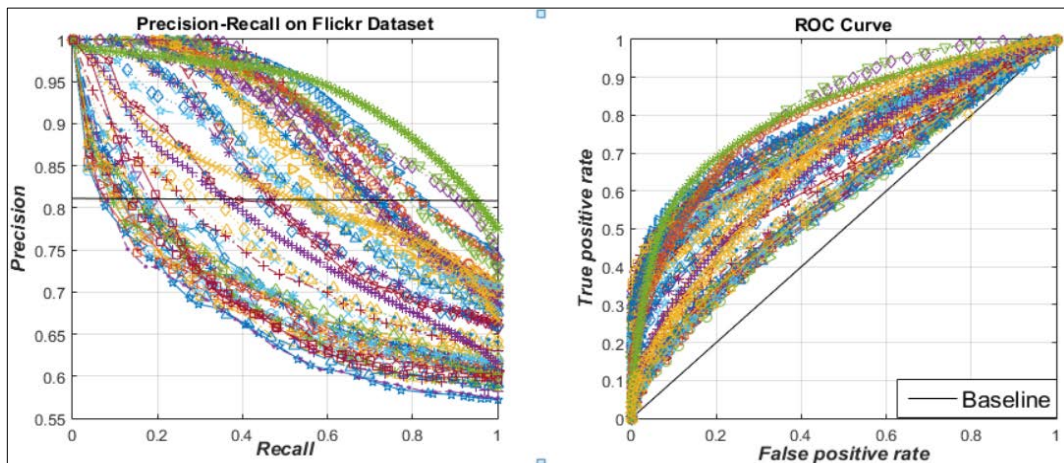 Precision-Recall on Flickr Dataset
1
0.95
0.9
0.85
0.8
0.75
0.7
0.65
0.6
0.55
Precision
0 0.2 0.4 0.6 0.8 1
Recall
ROC Curve
1
0.9
0.8
0.7
0.6
0.5
0.4
0.3
0.2
0.1
0
True positive rate
Baseline
0 0.2 0.4 0.6 0.8 1
False positive rate